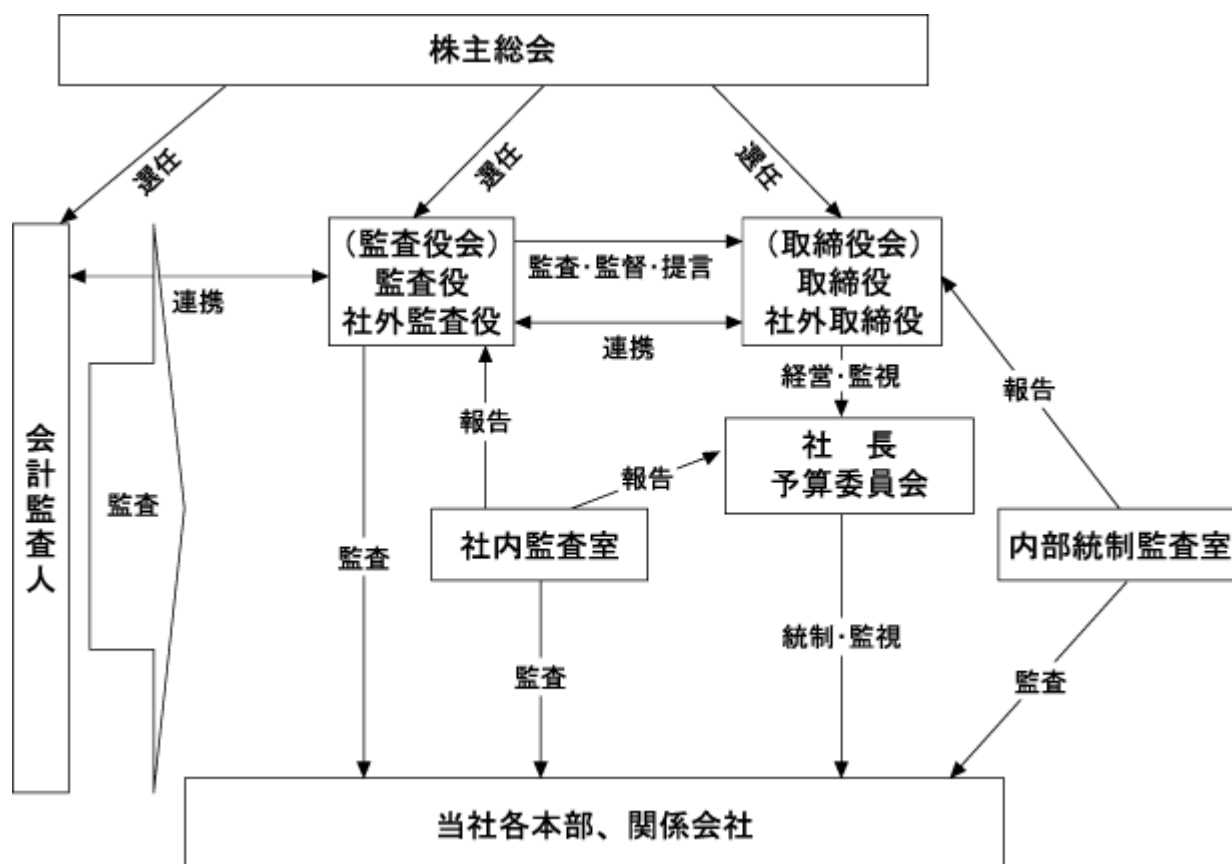 株主総会
選任
選任
選任
（監査役会）
監査役
社外監査役
監査･監督･提言
（取締役会）
取締役
社外取締役
連携
連携
経営･監視
報告
報告
報告
社　長
予算委員会
会計監査人
監査
監査
社内監査室
内部統制監査室
統制･監視
監査
監査
当社各本部、関係会社